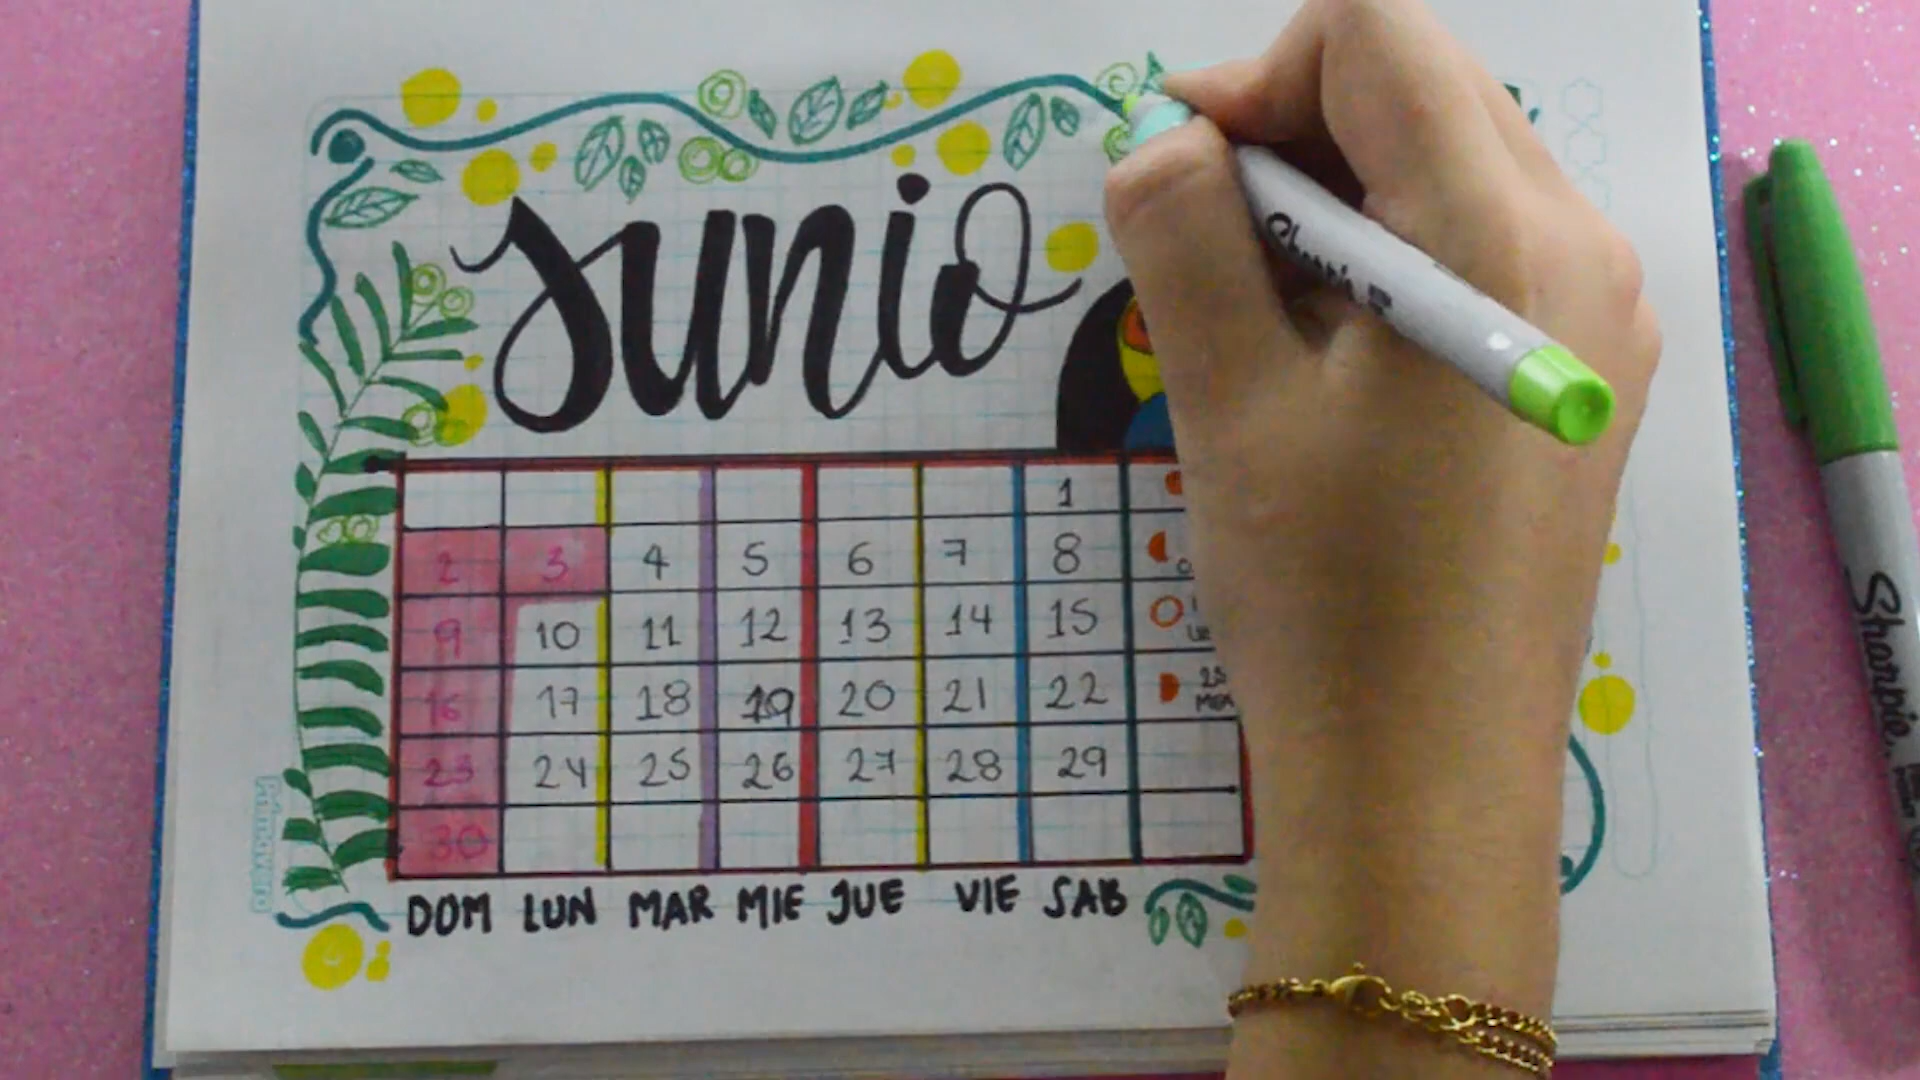 Junio
Sharpie
1
2 3 4 5 6 7 8
9 10 11 12 13 14 15
16 17 18 19 20 21 22
23 24 25 26 27 28 29
30
DOM LUN MAR MIE JUE VIE SAB
Sharpie